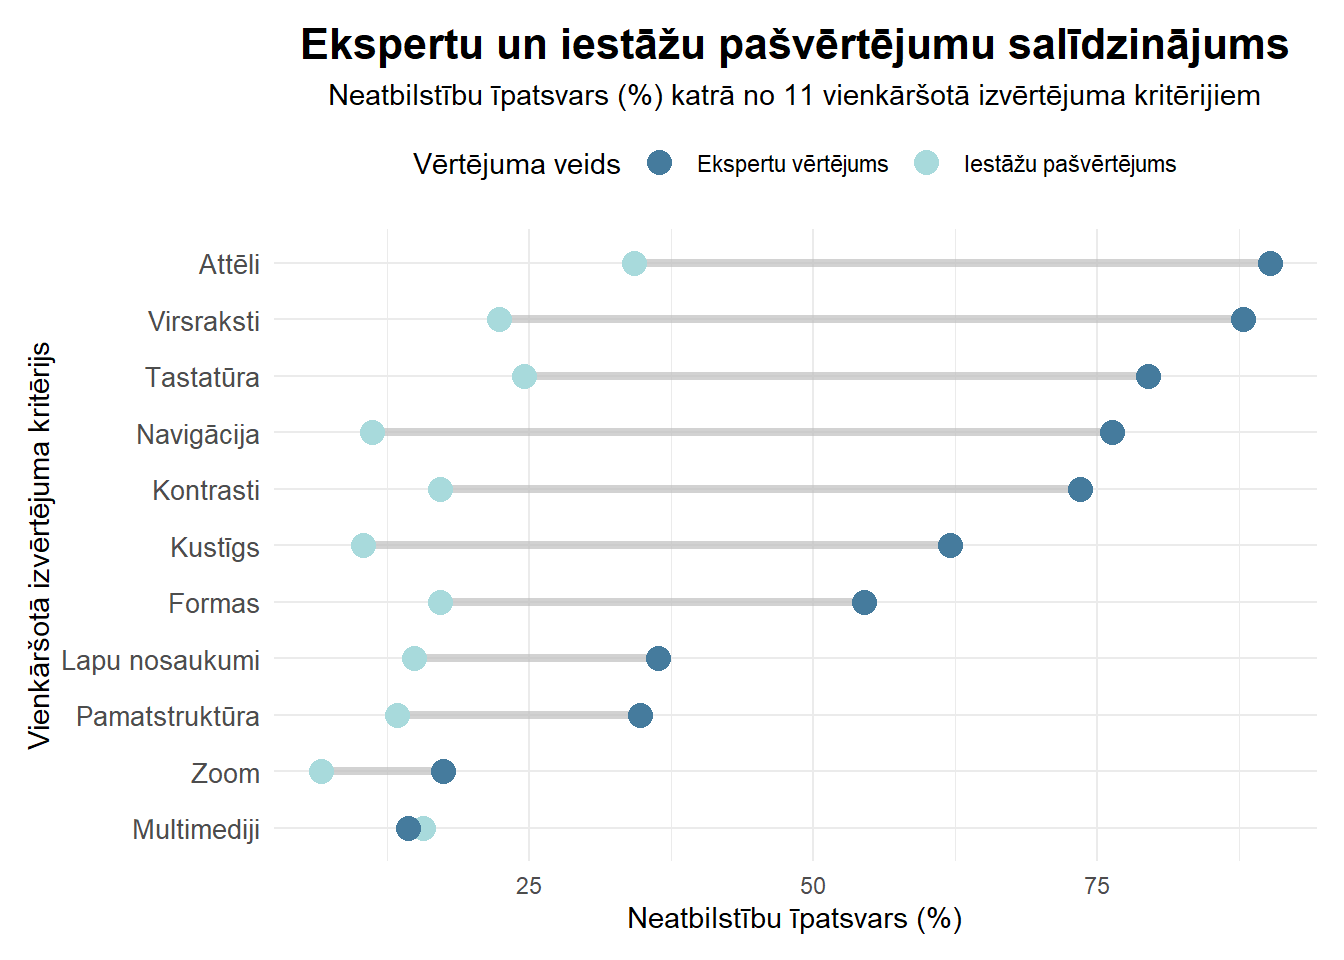 Ekspertu un iestāžu pašvērtējumu salīdzinājums
Neatbilstību īpatsvars (%) katrā no 11 vienkāršotā izvērtējuma kritērijiem
Vērtējuma veids Ekspertu vērtējums Iestāžu pašvērtējums
Vienkāršotā izvērtējuma kritērijs
Attēli
Virsraksti
Tastatūra
Navigācija
Kontrasti
Kustīgs
Formas
Lapu nosaukumi
Pamatstruktūra
Zoom
Multimediji
25 50 75
Neatbilstību īpatsvars (%)